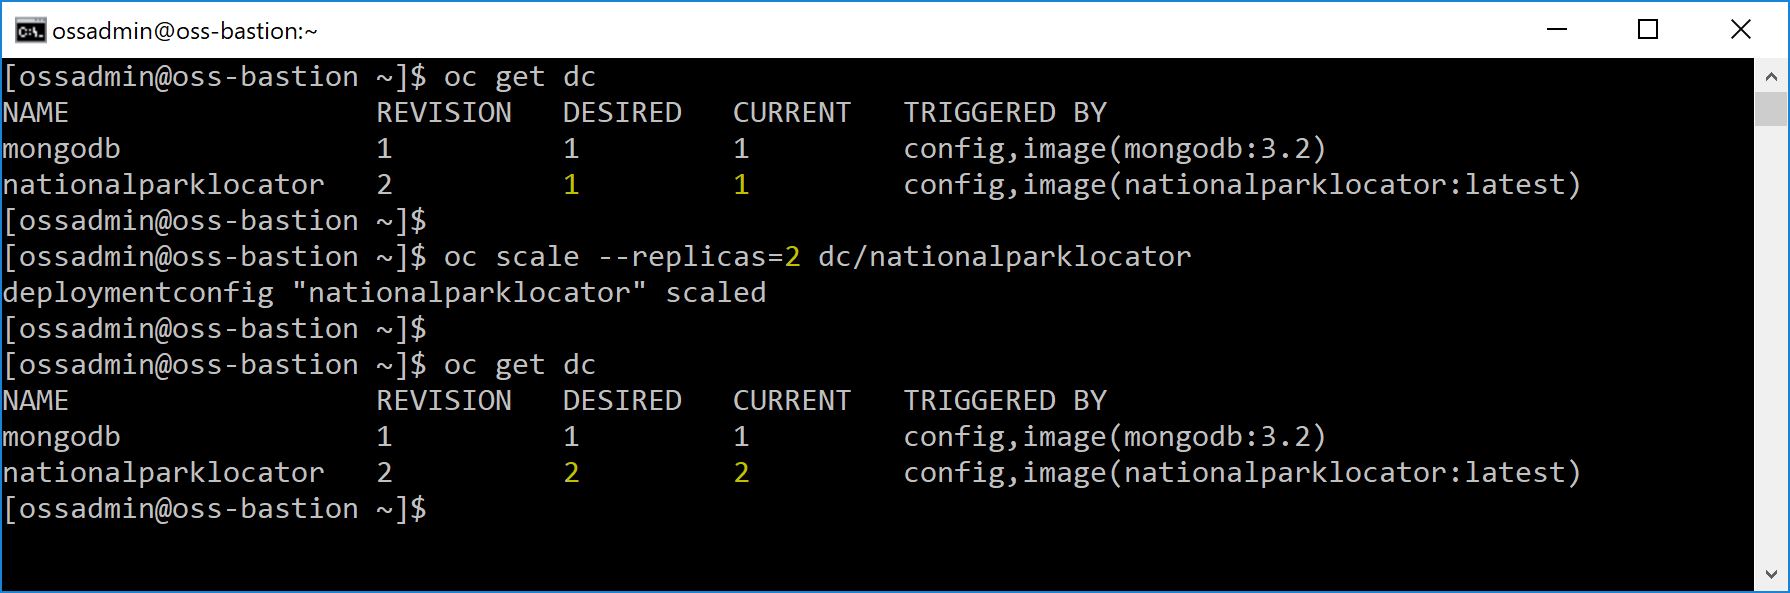 ossadmin@oss-bastion:~
[ossadmin@oss-bastion ~]$ oc get dc
NAME                  REVISION   DESIRED   CURRENT   TRIGGERED BY
mongodb               1          1         1         config,image(mongodb:3.2)
nationalparklocator   2          1         1         config,image(nationalparklocator:latest)
[ossadmin@oss-bastion ~]$
[ossadmin@oss-bastion ~]$ oc scale --replicas=2 dc/nationalparklocator
deploymentconfig "nationalparklocator" scaled
[ossadmin@oss-bastion ~]$
[ossadmin@oss-bastion ~]$ oc get dc
NAME                  REVISION   DESIRED   CURRENT   TRIGGERED BY
mongodb               1          1         1         config,image(mongodb:3.2)
nationalparklocator   2          2         2         config,image(nationalparklocator:latest)
[ossadmin@oss-bastion ~]$